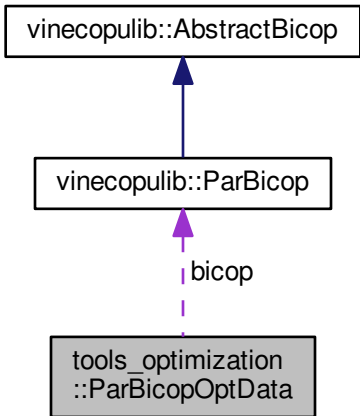 vinecopulib::AbstractBicop
vinecopulib::ParBicop
bicop
tools_optimization
::ParBicopOptData